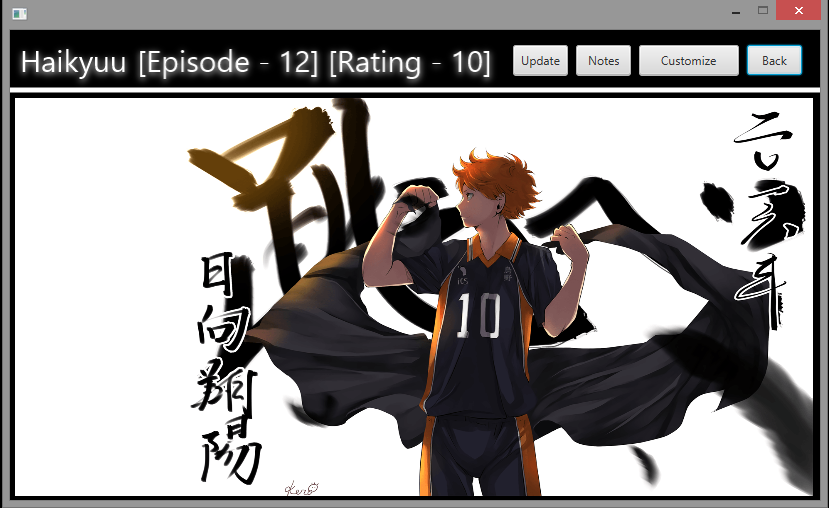 Haikyuu [Episode - 12] [Rating - 10]
Update
Notes
Customize
Back
日向翔陽
10